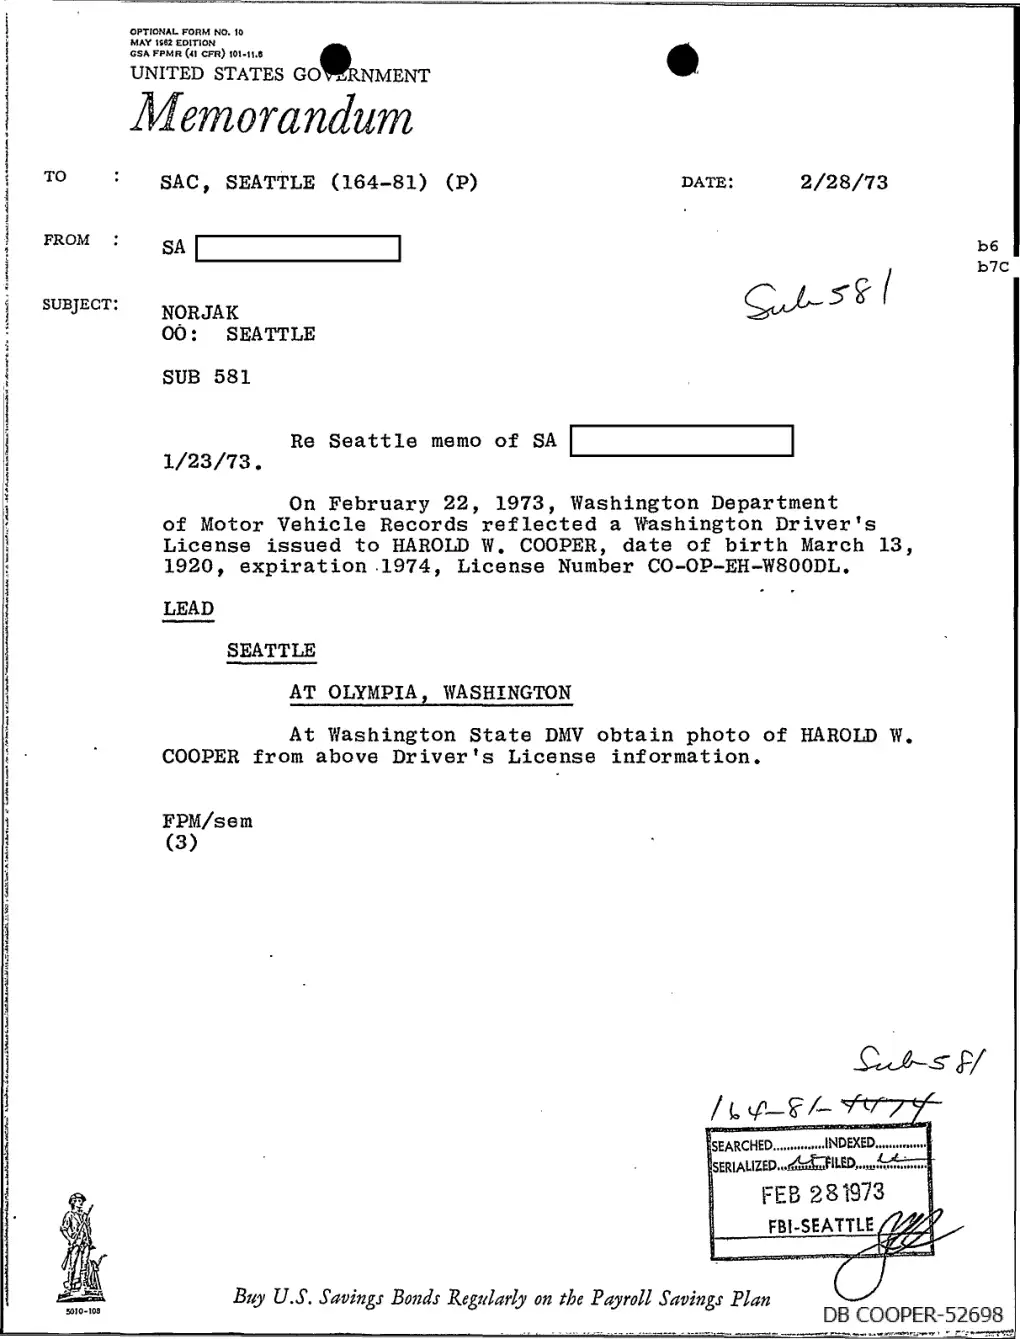 OPTIONAL FORM NO. 10
MAY 1962 EDITION
GSA FPMR (41 CFR) 101-11.6
UNITED STATES GOVERNMENT
Memorandum
TO : SAC, SEATTLE (164-81) (P) DATE: 2/28/73
FROM : SA
b6
b7C
SUBJECT: NORJAK
OO: SEATTLE
Sub 581
SUB 581
Re Seattle memo of SA
1/23/73.
On February 22, 1973, Washington Department
of Motor Vehicle Records reflected a Washington Driver's
License issued to HAROLD W. COOPER, date of birth March 13,
1920, expiration 1974, License Number CO-OP-EH-W800DL.
LEAD
SEATTLE
AT OLYMPIA, WASHINGTON
At Washington State DMV obtain photo of HAROLD W.
COOPER from above Driver's License information.
FPM/sem
(3)
Sub 581
164-81-
SEARCHED...............INDEXED...............
SERIALIZED FILED
FEB 28 1973
FBI-SEATTLE
5010-108
Buy U.S. Savings Bonds Regularly on the Payroll Savings Plan
DB COOPER-52698